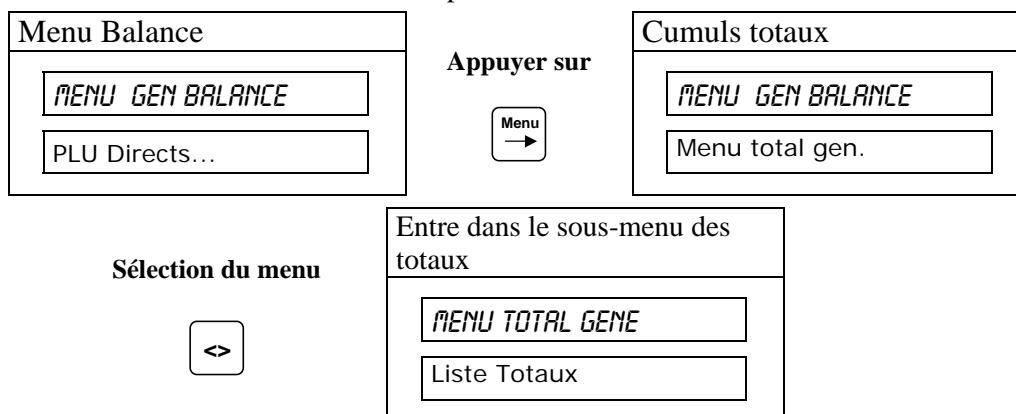 Menu Balance
MENU GEN BALANCE
PLU Directs...
Appuyer sur
Menu
Cumuls totaux
MENU GEN BALANCE
Menu total gen.
Sélection du menu
<>
Entre dans le sous-menu des
totaux
MENU TOTAL GENE
Liste Totaux